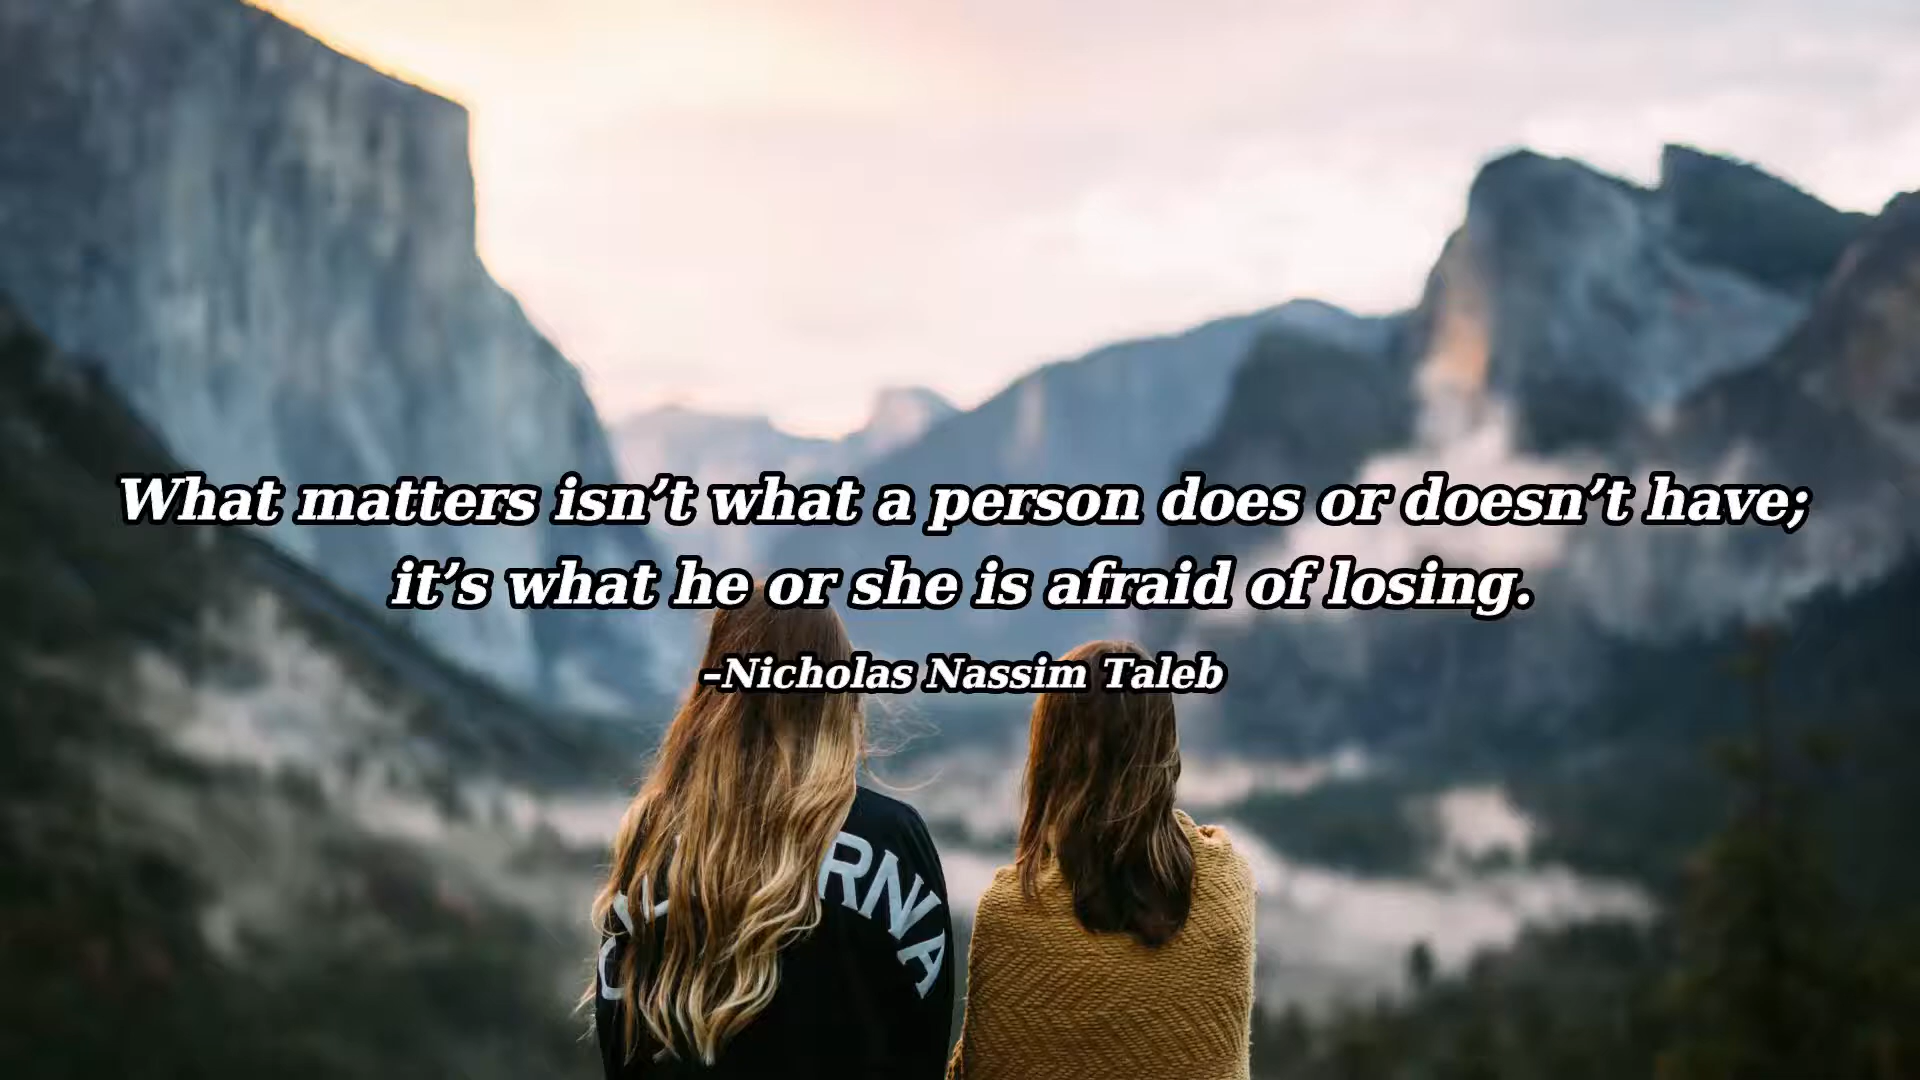 What matters isn’t what a person does or doesn’t have;
it’s what he or she is afraid of losing.
–Nicholas Nassim Taleb
RNIA